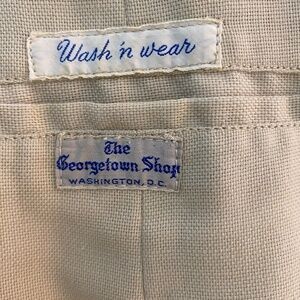 Wash 'n wear
The
Georgetown Shop
WASHINGTON, D.C.